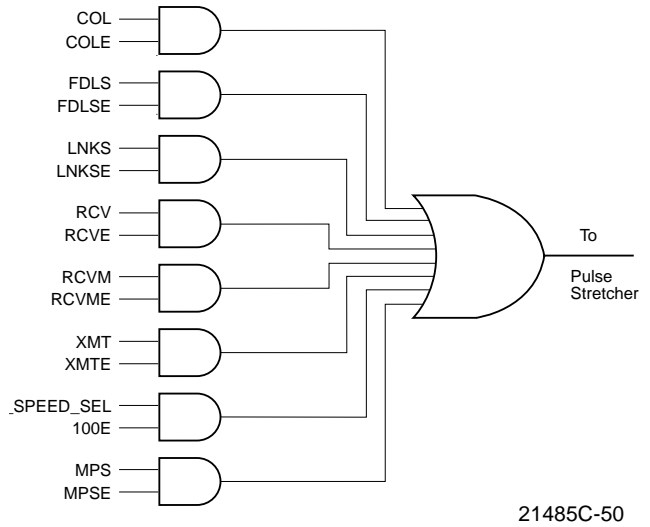 COL
COLE
FDLS
FDLSE
LNKS
LNKSE
RCV
RCVE
RCVM
RCVME
XMT
XMTE
_SPEED_SEL
100E
MPS
MPSE
To
Pulse
Stretcher
21485C-50